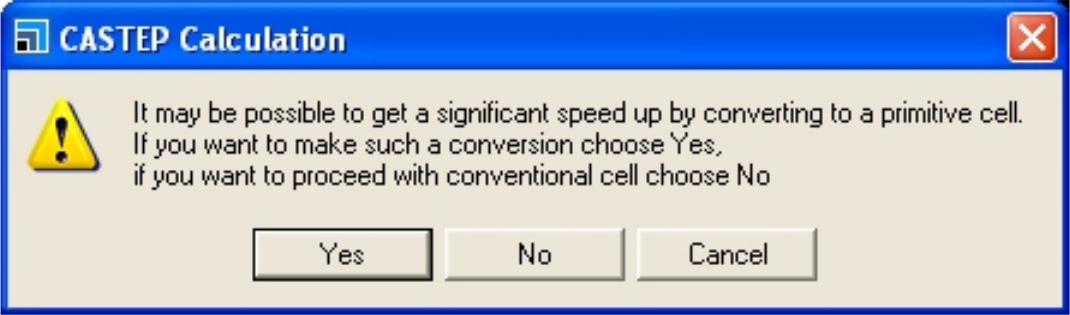 CASTEP Calculation
It may be possible to get a significant speed up by converting to a primitive cell.
If you want to make such a conversion choose Yes,
if you want to proceed with conventional cell choose No
Yes No Cancel